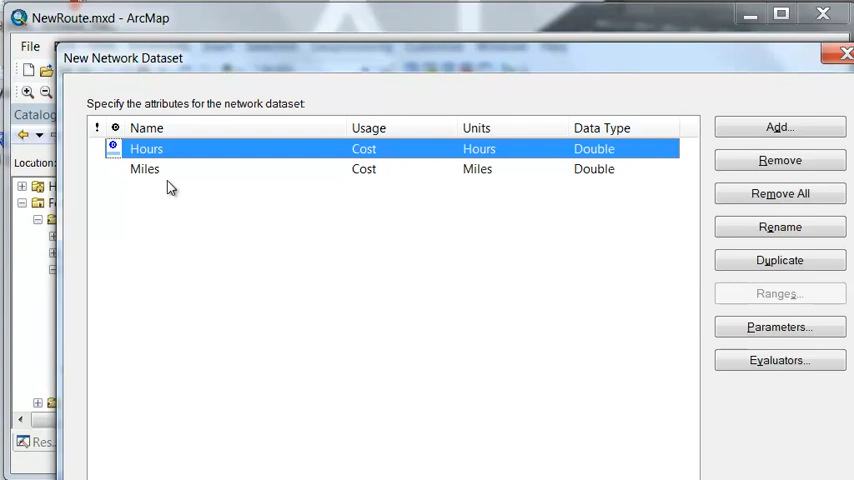 NewRoute.mxd - ArcMap
File
New Network Dataset
Catalog
Location:
Specify the attributes for the network dataset:
! Name Usage Units Data Type
Hours Cost Hours Double
Miles Cost Miles Double
Add...
Remove
Remove All
Rename
Duplicate
Ranges...
Parameters...
Evaluators...
H
Fo
Res...